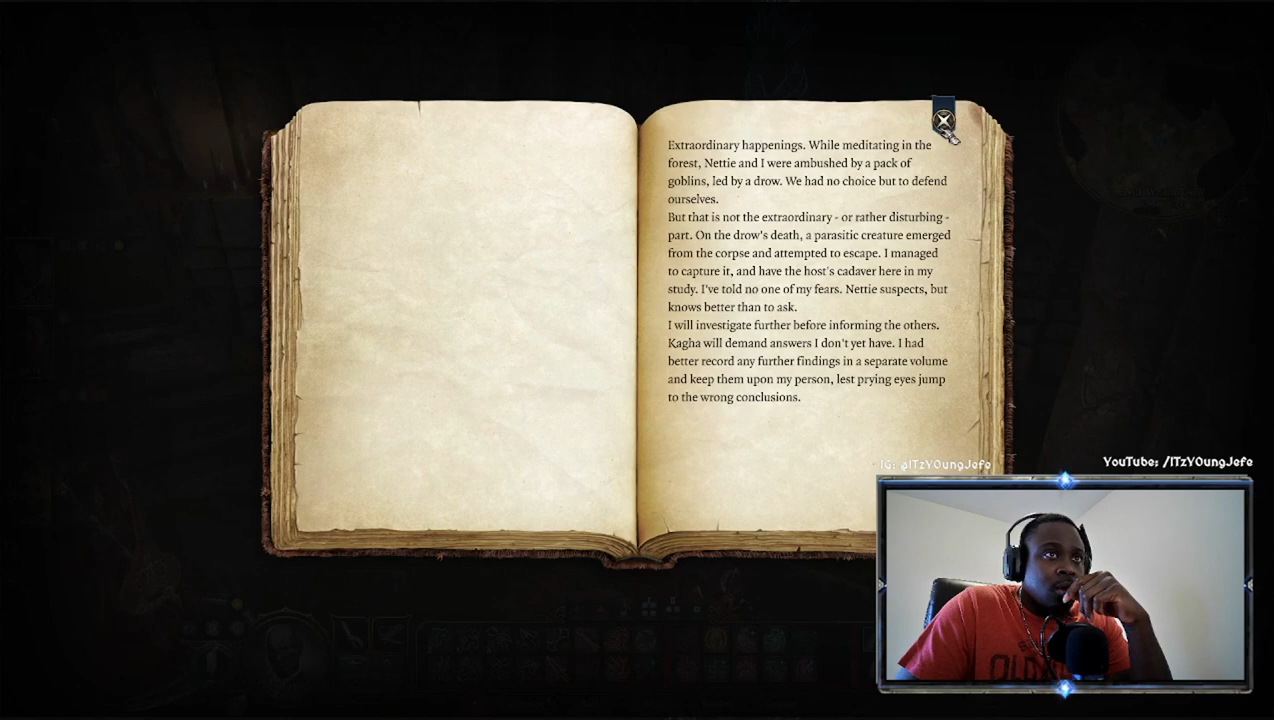 Extraordinary happenings. While meditating in the
forest, Nettie and I were ambushed by a pack of
goblins, led by a drow. We had no choice but to defend
ourselves.
But that is not the extraordinary - or rather disturbing -
part. On the drow's death, a parasitic creature emerged
from the corpse and attempted to escape. I managed
to capture it, and have the host's cadaver here in my
study. I've told no one of my fears. Nettie suspects, but
knows better than to ask.
I will investigate further before informing the others.
Kagha will demand answers I don't yet have. I had
better record any further findings in a separate volume
and keep them upon my person, lest prying eyes jump
to the wrong conclusions.
IG: @ITzY0ungJefe
YouTube: /ITzY0ungJefe
OLD